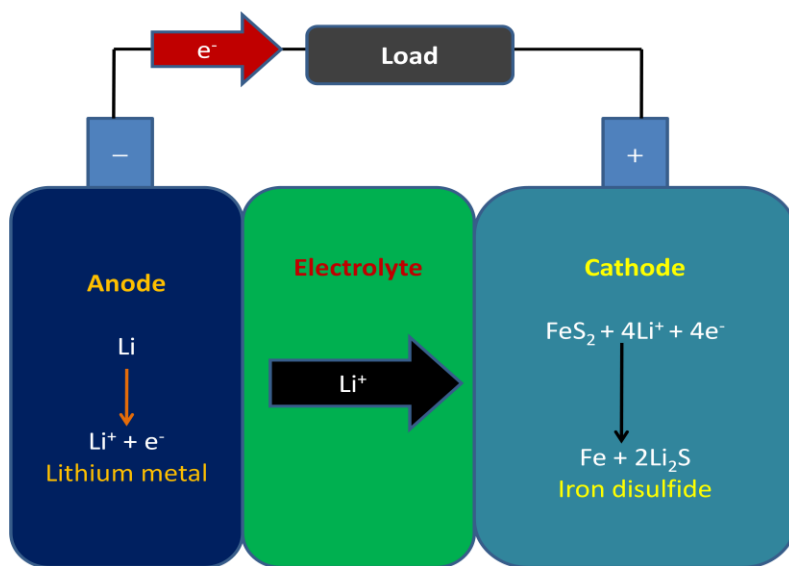 e⁻
Load
−
+
Anode
Electrolyte
Cathode
Li
FeS₂ + 4Li⁺ + 4e⁻
Li⁺
Li⁺ + e⁻
Lithium metal
Fe + 2Li₂S
Iron disulfide